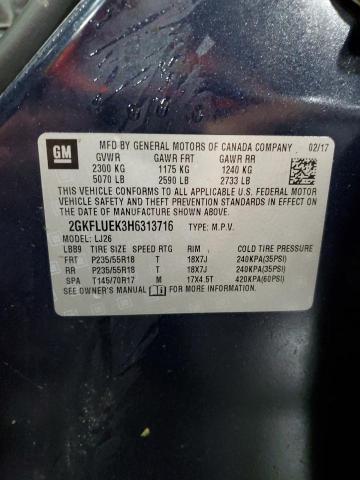 GM
MFD BY GENERAL MOTORS OF CANADA COMPANY 02/17
GVWR GAWR FRT GAWR RR
2300 KG 1175 KG 1240 KG
5070 LB 2590 LB 2733 LB
THIS VEHICLE CONFORMS TO ALL APPLICABLE U.S. FEDERAL MOTOR
VEHICLE SAFETY AND THEFT PREVENTION STANDARDS IN EFFECT
ON THE DATE OF MANUFACTURE SHOWN ABOVE.
2GKFLUEK3H6313716 TYPE: M.P.V.
MODEL: LJ26
LBB9 TIRE SIZE SPEED RTG RIM COLD TIRE PRESSURE
FRT P235/55R18 T 18X7J 240KPA(35PSI)
RR P235/55R18 T 18X7J 240KPA(35PSI)
SPA T145/70R17 M 17X4.5T 420KPA(60PSI)
SEE OWNER'S MANUAL FOR MORE INFORMATION.